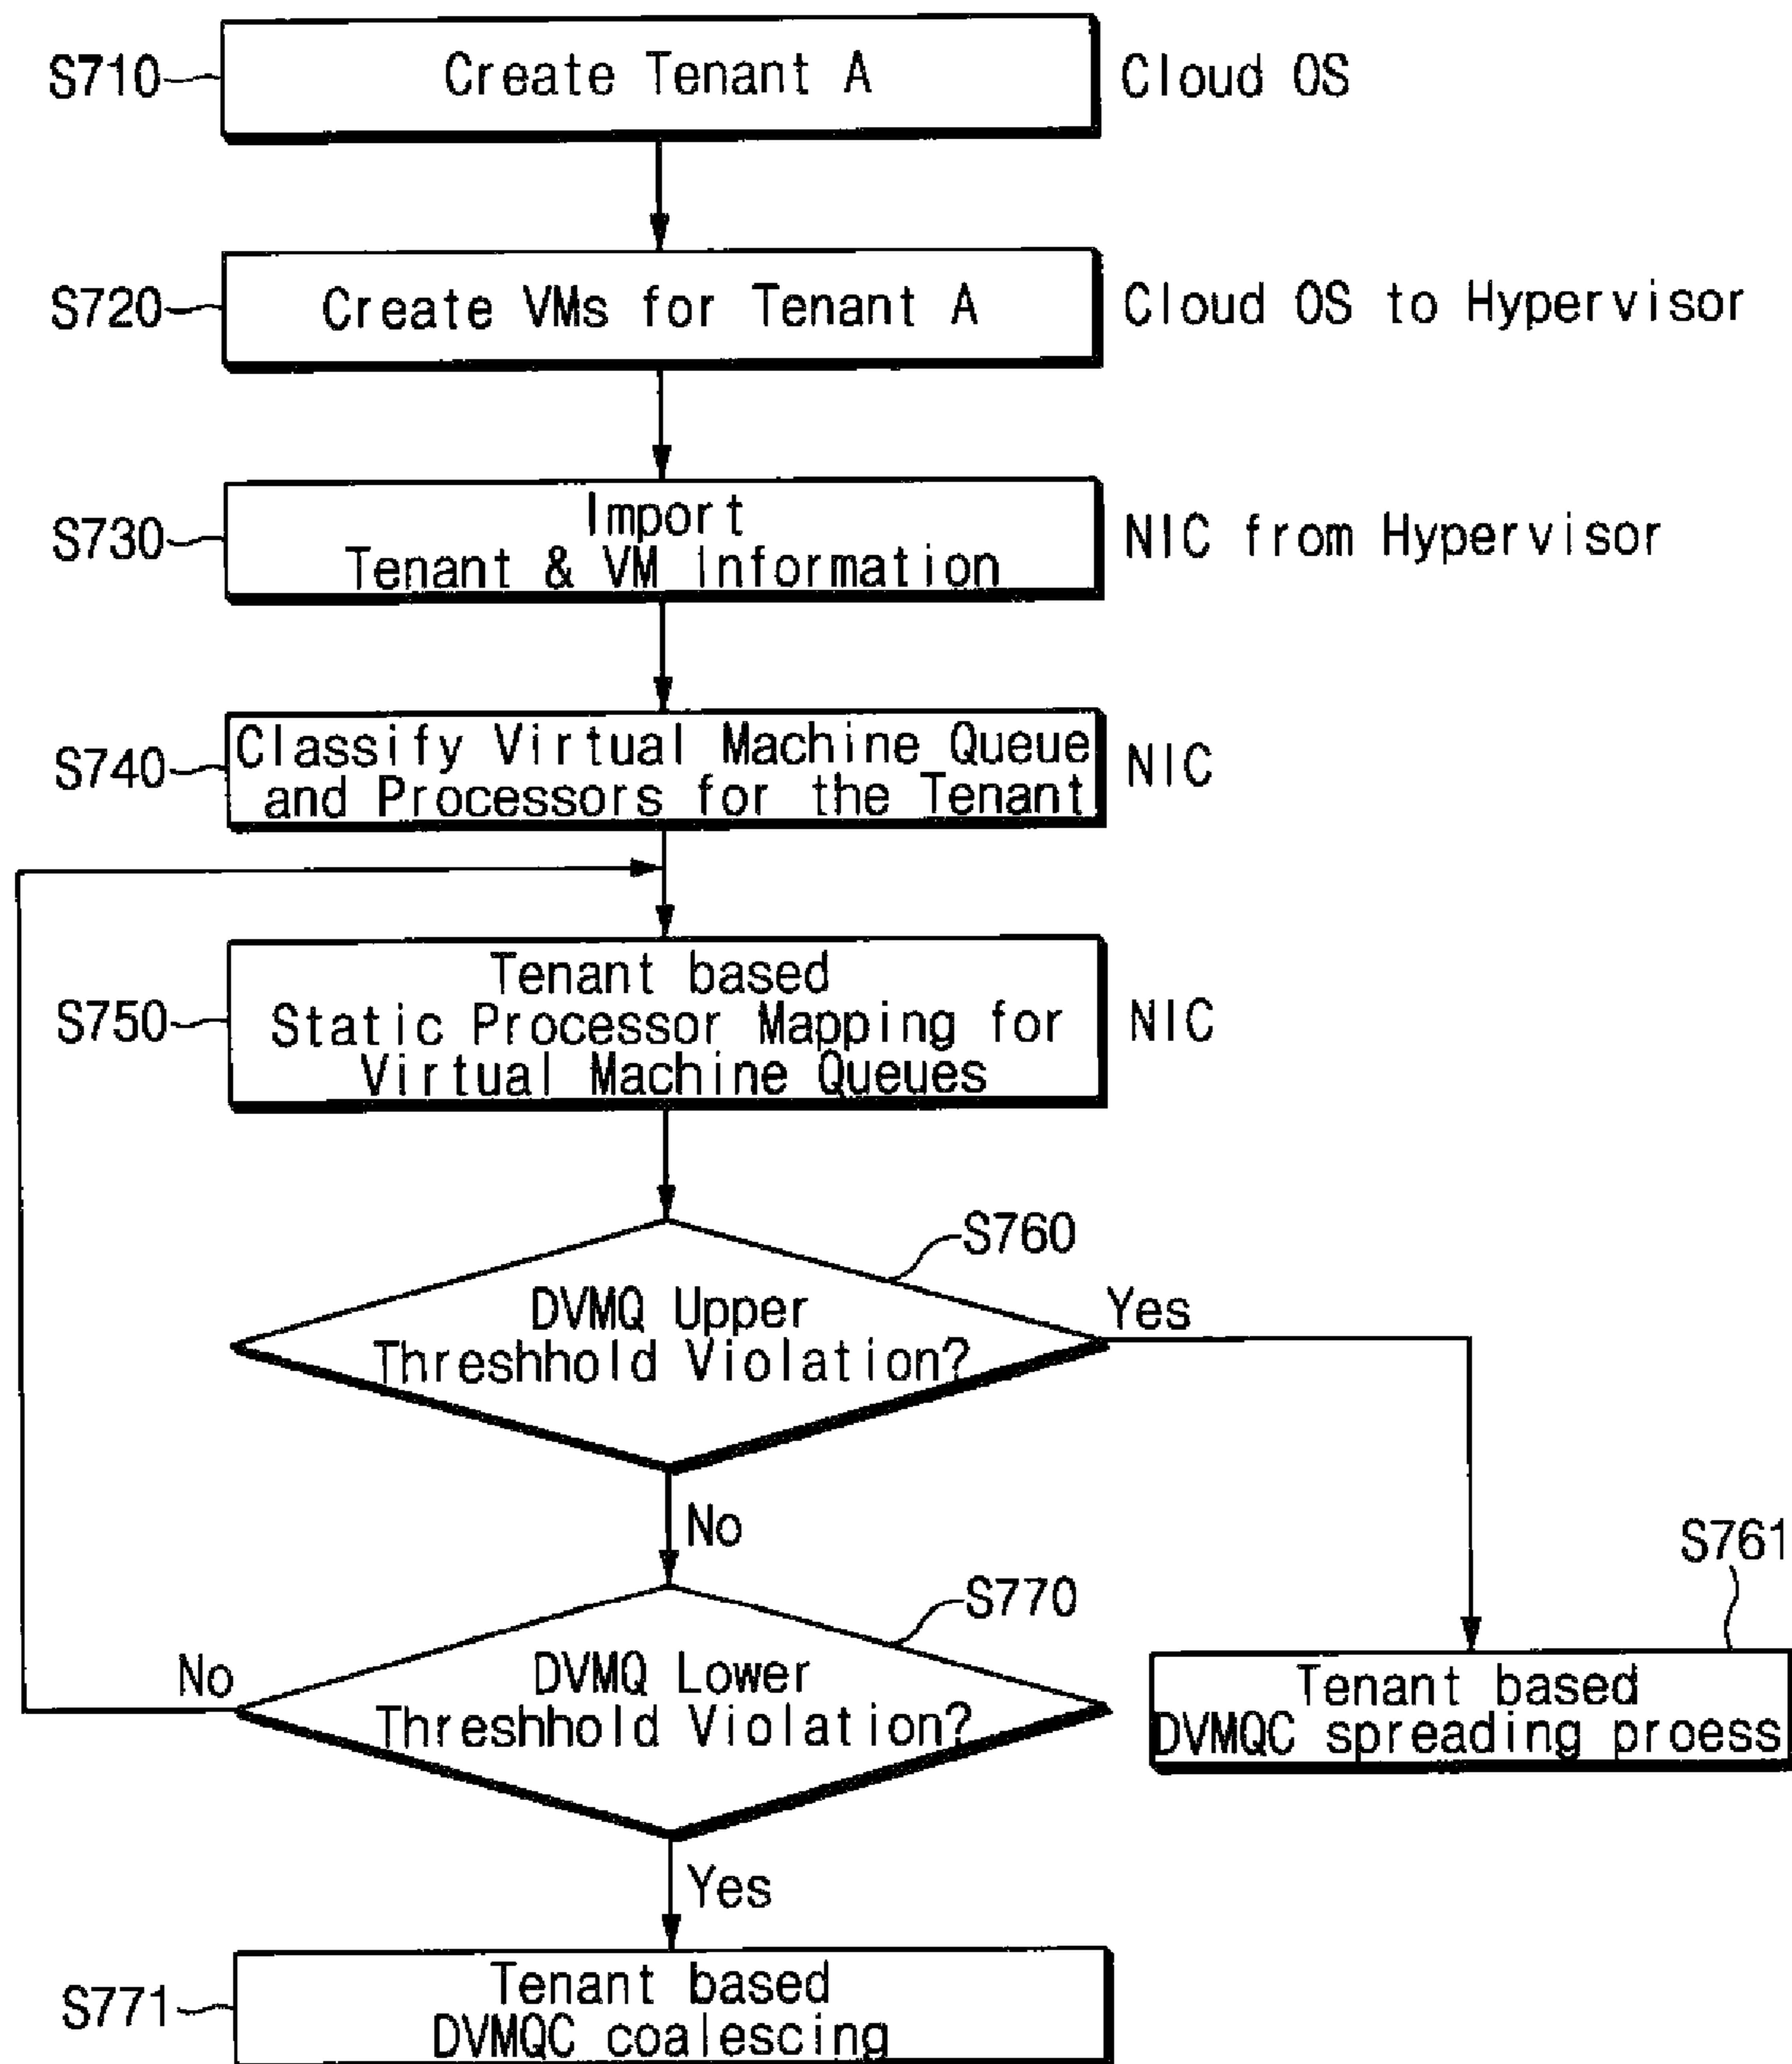 S710
Create Tenant A
Cloud OS
S720
Create VMs for Tenant A
Cloud OS to Hypervisor
S730
Import
Tenant & VM Information
NIC from Hypervisor
S740
Classify Virtual Machine Queue
and Processors for the Tenant
NIC
S750
Tenant based
Static Processor Mapping for
Virtual Machine Queues
NIC
S760
DVMQ Upper
Threshhold Violation?
Yes
No
S761
Tenant based
DVMQC spreading proess
S770
DVMQ Lower
Threshhold Violation?
No
Yes
S771
Tenant based
DVMQC coalescing